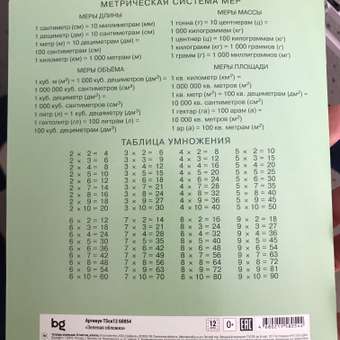 МЕТРИЧЕСКАЯ СИСТЕМА МЕР
МЕРЫ ДЛИНЫ
1 сантиметр (см) = 10 миллиметрам (мм)
1 дециметр (дм) = 10 сантиметрам (см)
1 метр (м) = 10 дециметрам (дм) =
100 сантиметрам (см)
1 километр (км) = 1 000 метрам (м)
МЕРЫ МАССЫ
1 тонна (т) = 10 центнерам (ц) =
1 000 килограммам (кг)
1 центнер (ц) = 100 килограммам (кг)
1 килограмм (кг) = 1 000 граммов (г)
1 грамм (г) = 1 000 миллиграммов (мг)
МЕРЫ ОБЪЁМА
1 куб. м (м³) = 1 000 куб. дециметров (дм³) =
1 000 000 куб. сантиметров (см³)
1 куб. дециметр (дм³) =
1 000 куб. сантиметров (см³)
1 литр (л) = 1 куб. дециметру (дм³)
1 гектолитр (гл) = 100 литрам (л) =
100 куб. дециметрам (дм³)
МЕРЫ ПЛОЩАДИ
1 кв. километр (км²) =
1 000 000 кв. метров (м²)
1 кв. метр (м²) = 100 кв. дециметрам (дм²) =
10 000 кв. сантиметров (см²)
1 гектар (га) = 100 арам (а) =
10 000 кв. метров (м²)
1 ар (а) = 100 кв. метрам (м²)
ТАБЛИЦА УМНОЖЕНИЯ
2 × 2 = 4 3 × 2 = 6 4 × 2 = 8 5 × 2 = 10
2 × 3 = 6 3 × 3 = 9 4 × 3 = 12 5 × 3 = 15
2 × 4 = 8 3 × 4 = 12 4 × 4 = 16 5 × 4 = 20
2 × 5 = 10 3 × 5 = 15 4 × 5 = 20 5 × 5 = 25
2 × 6 = 12 3 × 6 = 18 4 × 6 = 24 5 × 6 = 30
2 × 7 = 14 3 × 7 = 21 4 × 7 = 28 5 × 7 = 35
2 × 8 = 16 3 × 8 = 24 4 × 8 = 32 5 × 8 = 40
2 × 9 = 18 3 × 9 = 27 4 × 9 = 36 5 × 9 = 45
2 × 10 = 20 3 × 10 = 30 4 × 10 = 40 5 × 10 = 50
6 × 2 = 12 7 × 2 = 14 8 × 2 = 16 9 × 2 = 18
6 × 3 = 18 7 × 3 = 21 8 × 3 = 24 9 × 3 = 27
6 × 4 = 24 7 × 4 = 28 8 × 4 = 32 9 × 4 = 36
6 × 5 = 30 7 × 5 = 35 8 × 5 = 40 9 × 5 = 45
6 × 6 = 36 7 × 6 = 42 8 × 6 = 48 9 × 6 = 54
6 × 7 = 42 7 × 7 = 49 8 × 7 = 56 9 × 7 = 63
6 × 8 = 48 7 × 8 = 56 8 × 8 = 64 9 × 8 = 72
6 × 9 = 54 7 × 9 = 63 8 × 9 = 72 9 × 9 = 81
6 × 10 = 60 7 × 10 = 70 8 × 10 = 80 9 × 10 = 90
bg
«Зеленая обложка»
12
0+